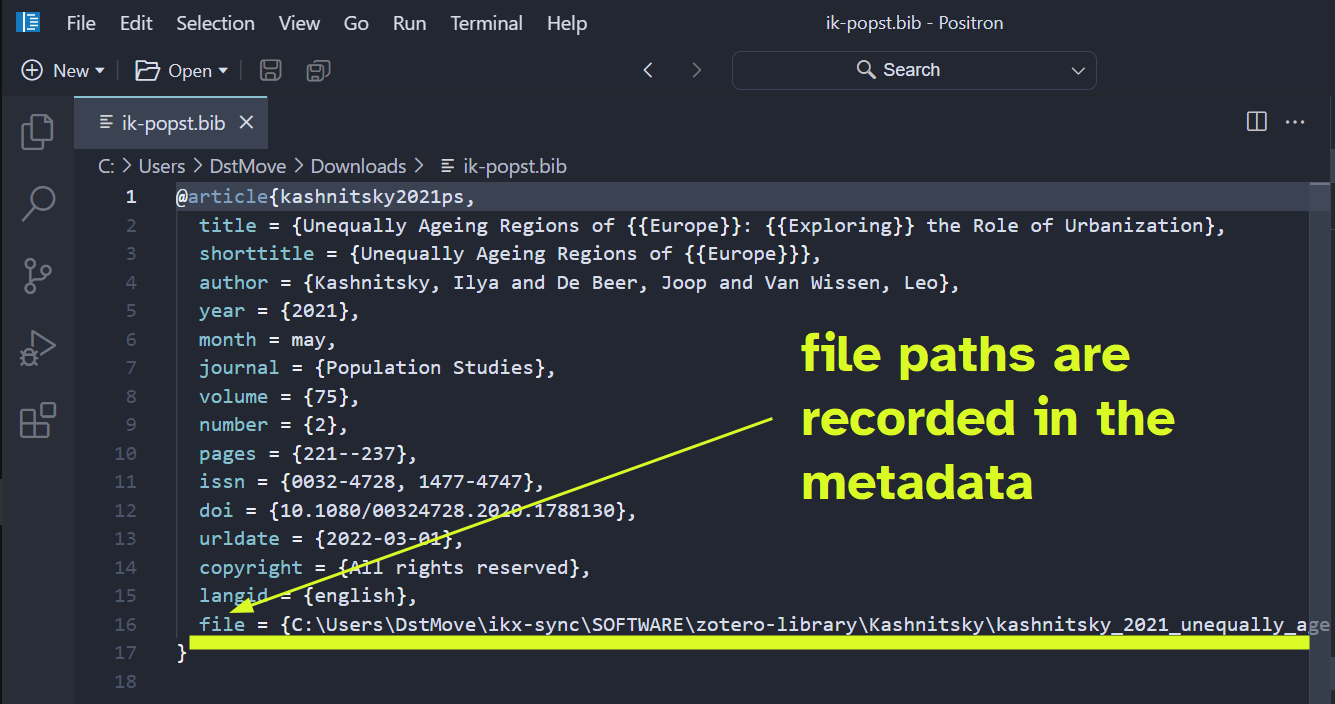 File Edit Selection View Go Run Terminal Help ik-popst.bib - Positron
New Open Search
ik-popst.bib
C: > Users > DstMove > Downloads > ik-popst.bib
1 @article{kashnitsky2021ps,
2 title = {Unequally Ageing Regions of {{Europe}}: {{Exploring}} the Role of Urbanization},
3 shorttitle = {Unequally Ageing Regions of {{Europe}}},
4 author = {Kashnitsky, Ilya and De Beer, Joop and Van Wissen, Leo},
5 year = {2021},
6 month = may,
7 journal = {Population Studies},
8 volume = {75},
9 number = {2},
10 pages = {221--237},
11 issn = {0032-4728, 1477-4747},
12 doi = {10.1080/00324728.2020.1788130},
13 urldate = {2022-03-01},
14 copyright = {All rights reserved},
15 langid = {english},
16 file = {C:\Users\DstMove\ikx-sync\SOFTWARE\zotero-library\Kashnitsky\kashnitsky_2021_unequally_age
17 }
18
file paths are
recorded in the
metadata